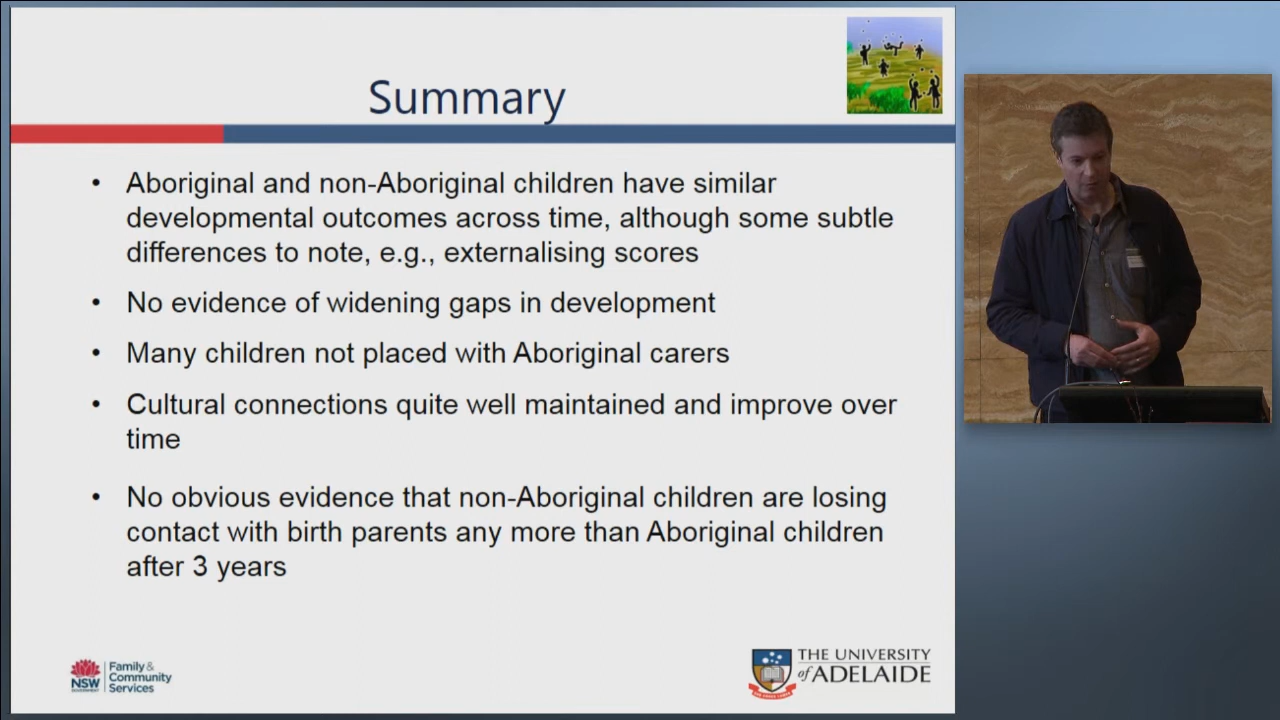 Summary
• Aboriginal and non-Aboriginal children have similar
developmental outcomes across time, although some subtle
differences to note, e.g., externalising scores
• No evidence of widening gaps in development
• Many children not placed with Aboriginal carers
• Cultural connections quite well maintained and improve over
time
• No obvious evidence that non-Aboriginal children are losing
contact with birth parents any more than Aboriginal children
after 3 years
NSW
GOVERNMENT
Family &
Community
Services
THE UNIVERSITY
of ADELAIDE